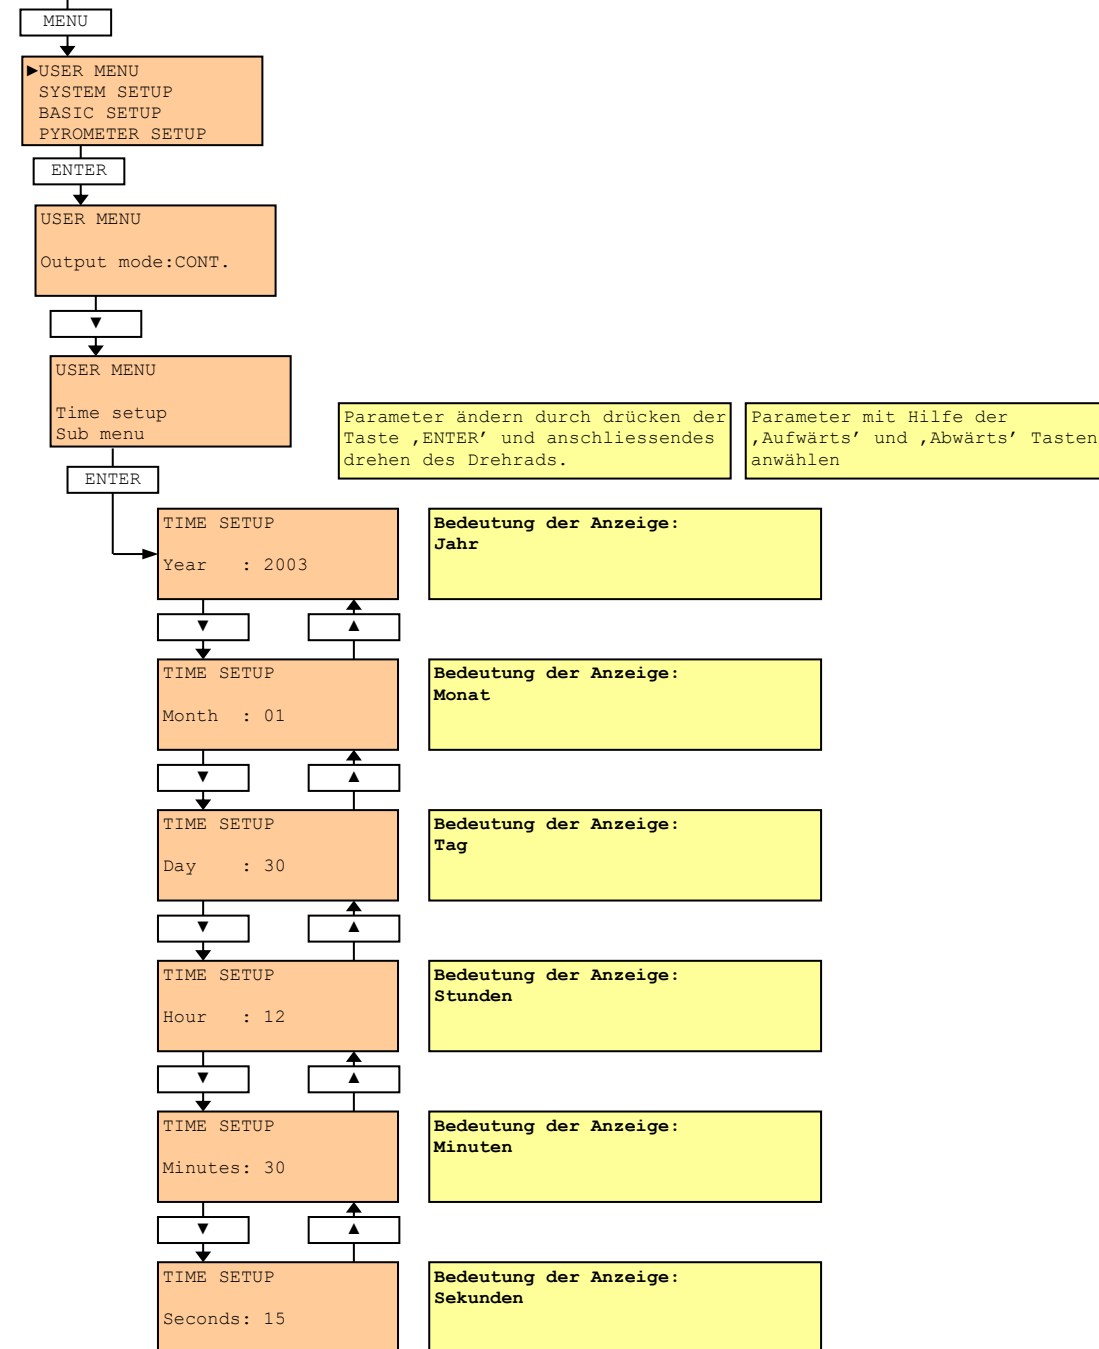 MENU
►USER MENU
SYSTEM SETUP
BASIC SETUP
PYROMETER SETUP
ENTER
USER MENU
Output mode:CONT.
▼
USER MENU
Time setup
Sub menu
Parameter ändern durch drücken der
Taste ‚ENTER’ und anschliessendes
drehen des Drehrads.
Parameter mit Hilfe der
‚Aufwärts’ und ‚Abwärts’ Tasten
anwählen
ENTER
TIME SETUP
Year : 2003
Bedeutung der Anzeige:
Jahr
▼ ▲
TIME SETUP
Month : 01
Bedeutung der Anzeige:
Monat
▼ ▲
TIME SETUP
Day : 30
Bedeutung der Anzeige:
Tag
▼ ▲
TIME SETUP
Hour : 12
Bedeutung der Anzeige:
Stunden
▼ ▲
TIME SETUP
Minutes: 30
Bedeutung der Anzeige:
Minuten
▼ ▲
TIME SETUP
Seconds: 15
Bedeutung der Anzeige:
Sekunden